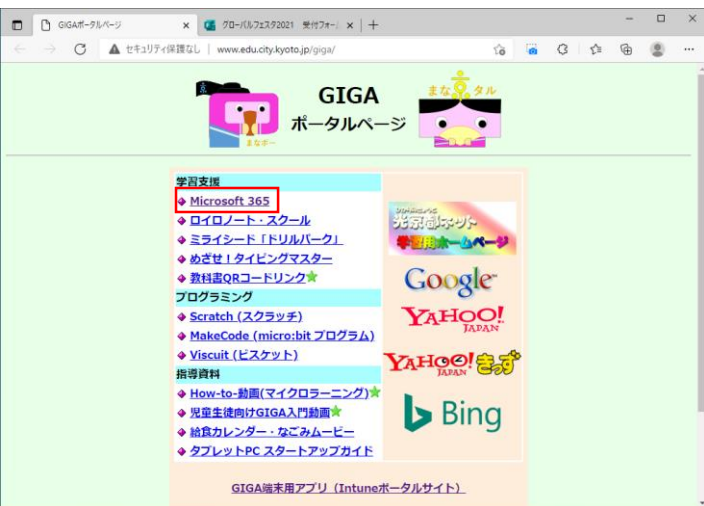 GIGAポータルページ
グローバルフェスタ2021 受付フォー
セキュリティ保護なし | www.edu.city.kyoto.jp/giga/
京
まなぼー
GIGA
ポータルページ
まな京タル
学習支援
Microsoft 365
ロイロノート・スクール
ミライシード「ドリルパーク」
めざせ!タイピングマスター
教科書QRコードリンク
プログラミング
Scratch (スクラッチ)
MakeCode (micro:bit プログラム)
Viscuit (ビスケット)
指導資料
How-to-動画(マイクロラーニング)
児童生徒向けGIGA入門動画
給食カレンダー・なごみムービー
タブレットPC スタートアップガイド
光京都ネット
学習用ホームページ
Google
YAHOO!
JAPAN
YAHOO!きっず
JAPAN
Bing
GIGA端末用アプリ(Intuneポータルサイト)